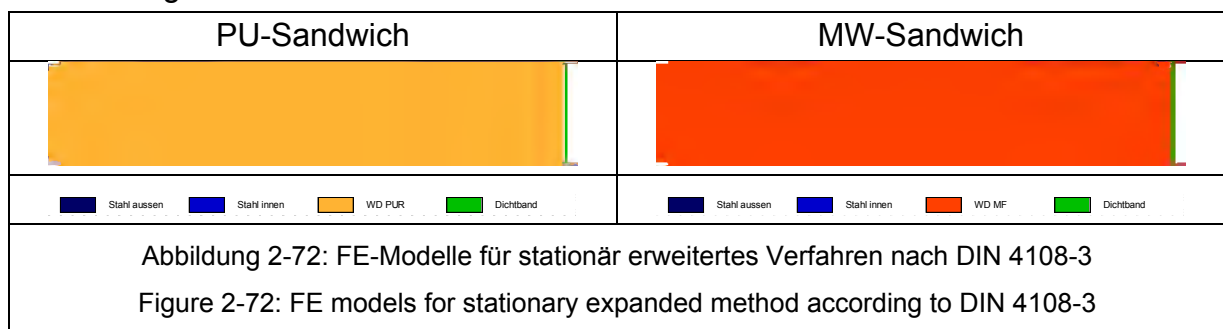 PU-Sandwich
MW-Sandwich
Stahl aussen Stahl innen WD PUR Dichtband
Stahl aussen Stahl innen WD MF Dichtband
Abbildung 2-72: FE-Modelle für stationär erweitertes Verfahren nach DIN 4108-3
Figure 2-72: FE models for stationary expanded method according to DIN 4108-3